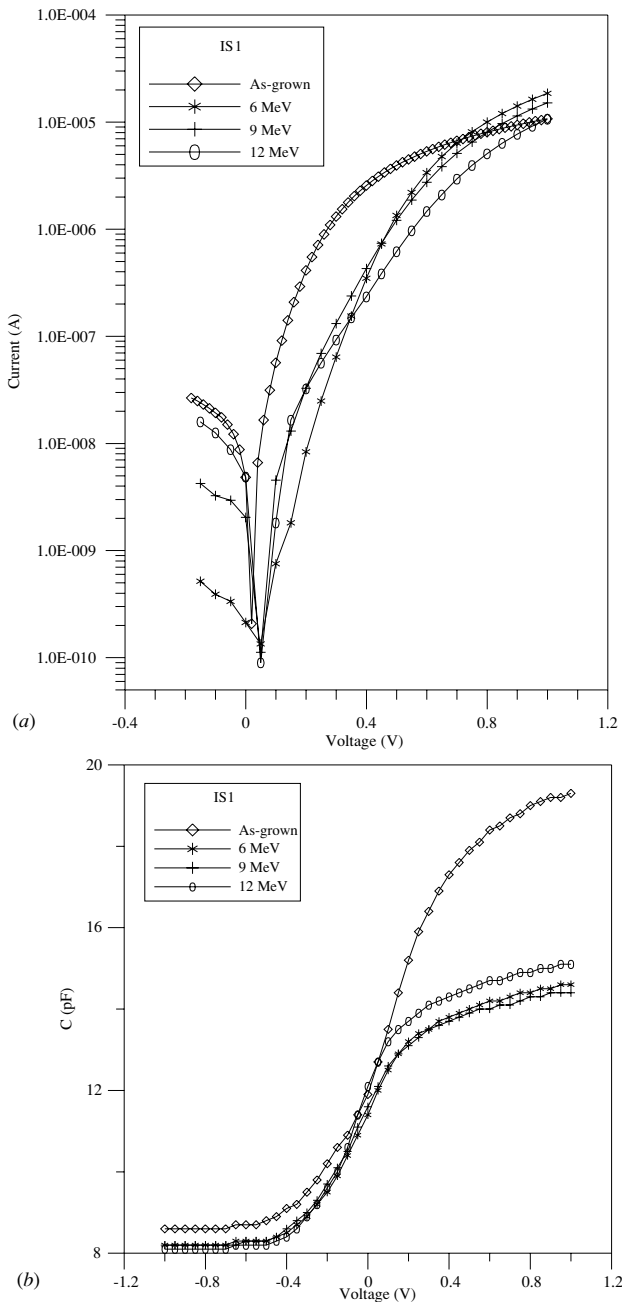 1.0E-004
IS1
As-grown
6 MeV
9 MeV
12 MeV
1.0E-005
1.0E-006
1.0E-007
1.0E-008
1.0E-009
1.0E-010
Current (A)
-0.4
0
0.4
0.8
1.2
Voltage (V)
(a)
20
IS1
As-grown
6 MeV
9 MeV
12 MeV
16
12
8
C (pF)
-1.2
-0.8
-0.4
0
0.4
0.8
1.2
Voltage (V)
(b)